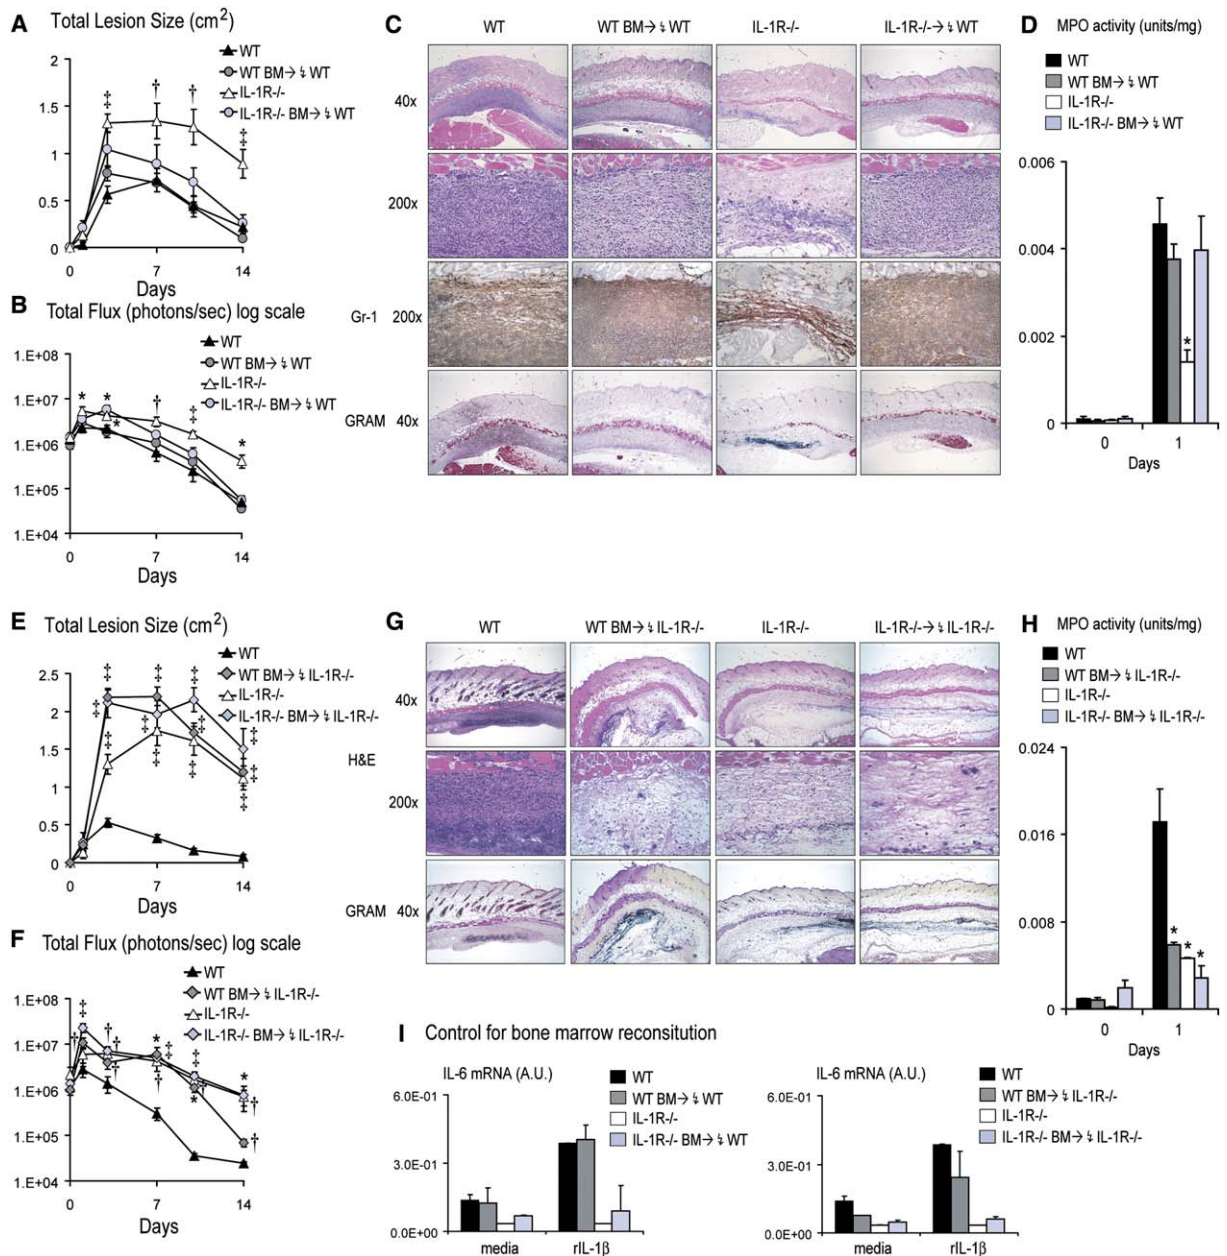 A Total Lesion Size (cm²)
WT
WT BM→↯WT
IL-1R-/-
IL-1R-/- BM→↯WT
2
1.5
1
0.5
0
‡ † † ‡
0 7 14
Days
B Total Flux (photons/sec) log scale
WT
WT BM→↯WT
IL-1R-/-
IL-1R-/- BM→↯WT
1.E+08
1.E+07
1.E+06
1.E+05
1.E+04
* * * † ‡ *
0 7 14
Days
C WT WT BM→↯WT IL-1R-/- IL-1R-/-→↯WT
40x
200x
Gr-1 200x
GRAM 40x
D MPO activity (units/mg)
WT
WT BM→↯WT
IL-1R-/-
IL-1R-/- BM→↯WT
0.006
0.004
0.002
0
*
0 1
Days
E Total Lesion Size (cm²)
WT
WT BM→↯IL-1R-/-
IL-1R-/-
IL-1R-/- BM→↯IL-1R-/-
2.5
2
1.5
1
0.5
0
‡ ‡ ‡ ‡ ‡ ‡ ‡ ‡ ‡ ‡ ‡ ‡
0 7 14
Days
F Total Flux (photons/sec) log scale
WT
WT BM→↯IL-1R-/-
IL-1R-/-
IL-1R-/- BM→↯IL-1R-/-
1.E+08
1.E+07
1.E+06
1.E+05
1.E+04
† ‡ † † † * ‡ † ‡ * * † †
0 7 14
Days
G WT WT BM→↯IL-1R-/- IL-1R-/- IL-1R-/-→↯IL-1R-/-
40x
H&E
200x
GRAM 40x
H MPO activity (units/mg)
WT
WT BM→↯IL-1R-/-
IL-1R-/-
IL-1R-/- BM→↯IL-1R-/-
0.024
0.016
0.008
0
* * *
0 1
Days
I Control for bone marrow reconsitution
IL-6 mRNA (A.U.)
WT
WT BM→↯WT
IL-1R-/-
IL-1R-/- BM→↯WT
6.0E-01
3.0E-01
0.0E+00
media rIL-1β
IL-6 mRNA (A.U.)
WT
WT BM→↯IL-1R-/-
IL-1R-/-
IL-1R-/- BM→↯IL-1R-/-
6.0E-01
3.0E-01
0.0E+00
media rIL-1β